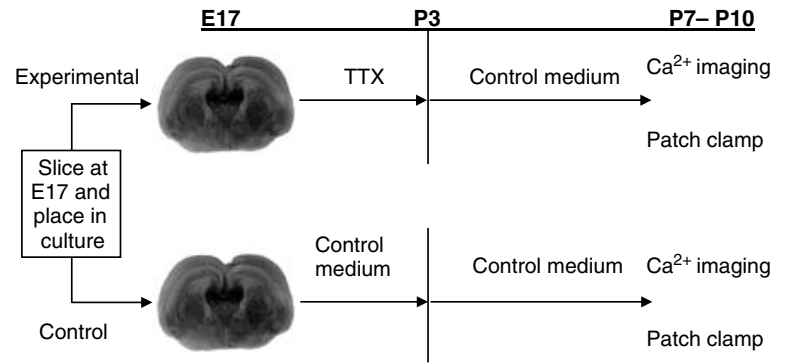 E17 P3 P7– P10
Experimental
TTX
Control medium
Ca²⁺ imaging
Patch clamp
Slice at
E17 and
place in
culture
Control
medium
Control medium
Ca²⁺ imaging
Control
Patch clamp